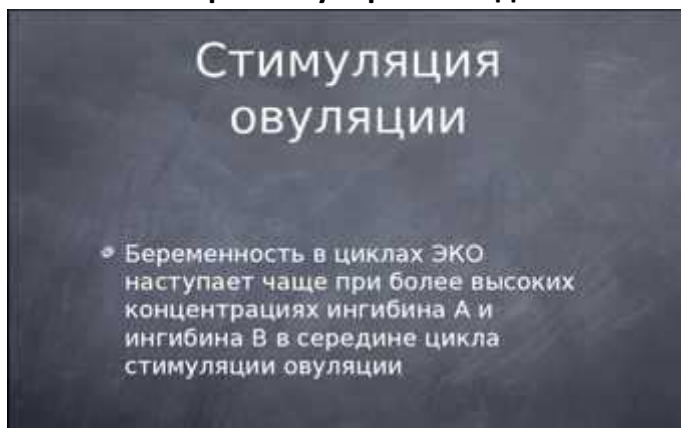 Стимуляция
овуляции
Беременность в циклах ЭКО
наступает чаще при более высоких
концентрациях ингибина А и
ингибина В в середине цикла
стимуляции овуляции